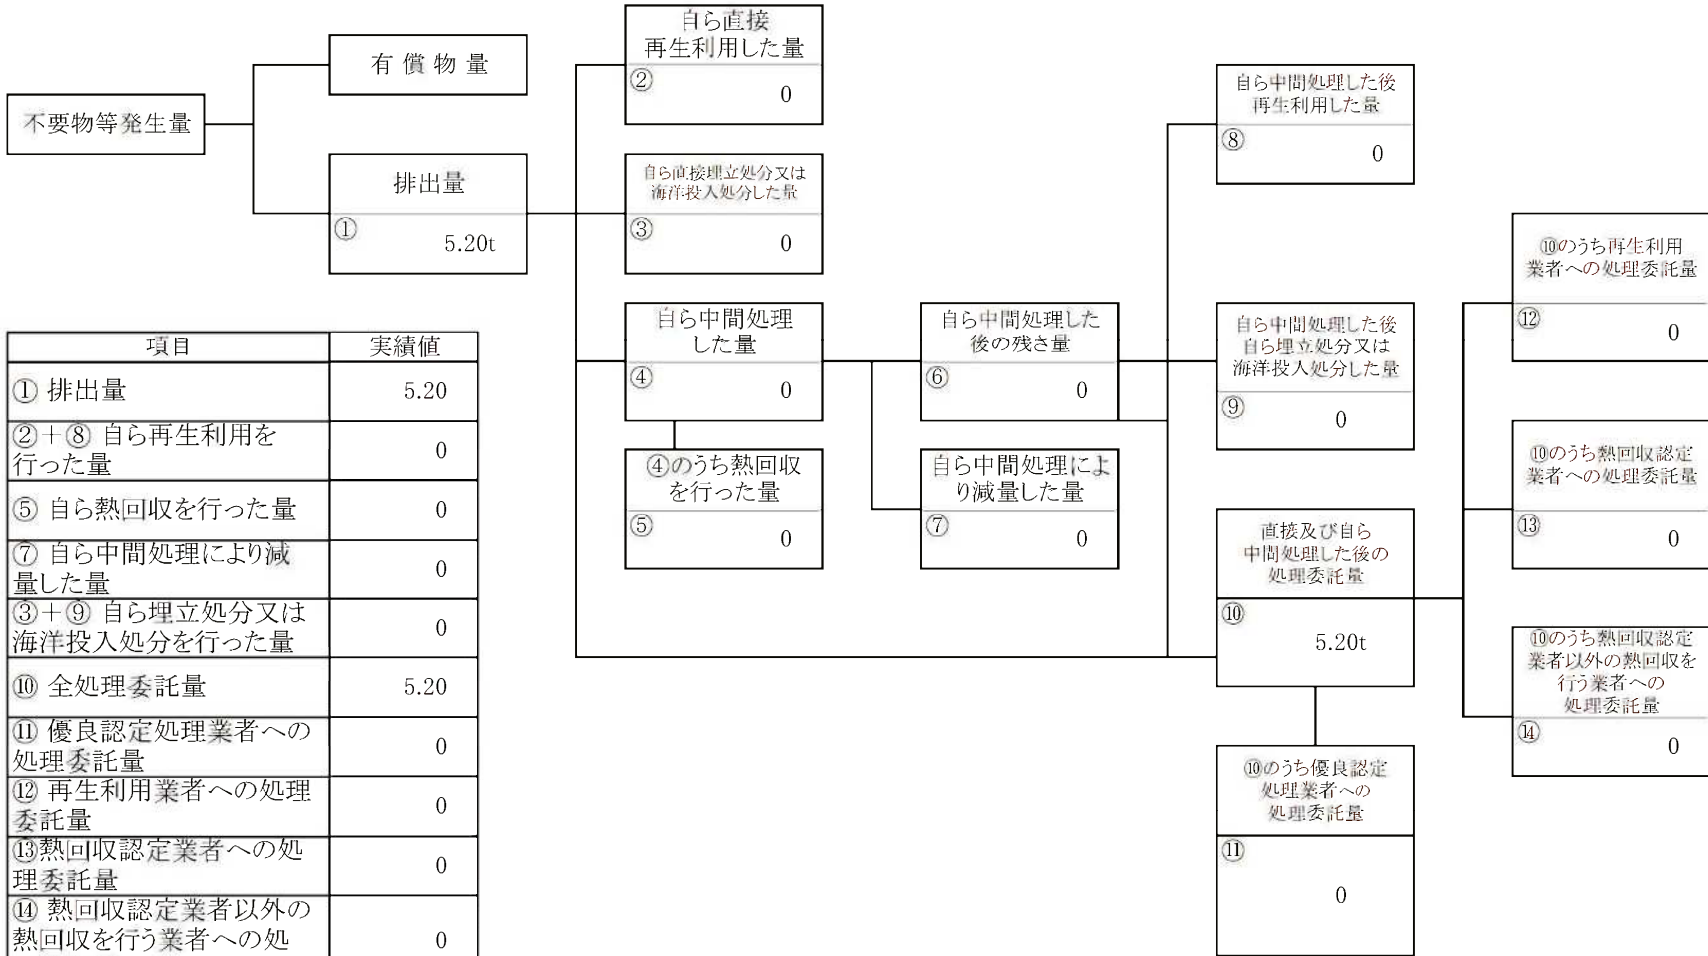 不要物等発生量
有償物量
排出量
①
5.20t
自ら直接
再生利用した量
②
0
自ら直接埋立処分又は
海洋投入処分した量
③
0
自ら中間処理
した量
④
0
④のうち熱回収
を行った量
⑤
0
自ら中間処理した
後の残さ量
⑥
0
自ら中間処理によ
り減量した量
⑦
0
自ら中間処理した後
再生利用した量
⑧
0
自ら中間処理した後
自ら埋立処分又は
海洋投入処分した量
⑨
0
直接及び自ら
中間処理した後の
処理委託量
⑩
5.20t
⑩のうち優良認定
処理業者への
処理委託量
⑪
0
⑩のうち再生利用
業者への処理委託量
⑫
0
⑩のうち熱回収認定
業者への処理委託量
⑬
0
⑩のうち熱回収認定
業者以外の熱回収を
行う業者への
処理委託量
⑭
0
項目 実績値
① 排出量 5.20
②+⑧ 自ら再生利用を
行った量 0
⑤ 自ら熱回収を行った量 0
⑦ 自ら中間処理により減
量した量 0
③+⑨ 自ら埋立処分又は
海洋投入処分を行った量 0
⑩ 全処理委託量 5.20
⑪ 優良認定処理業者への
処理委託量 0
⑫ 再生利用業者への処理
委託量 0
⑬熱回収認定業者への処
理委託量 0
⑭ 熱回収認定業者以外の
熱回収を行う業者への処 0